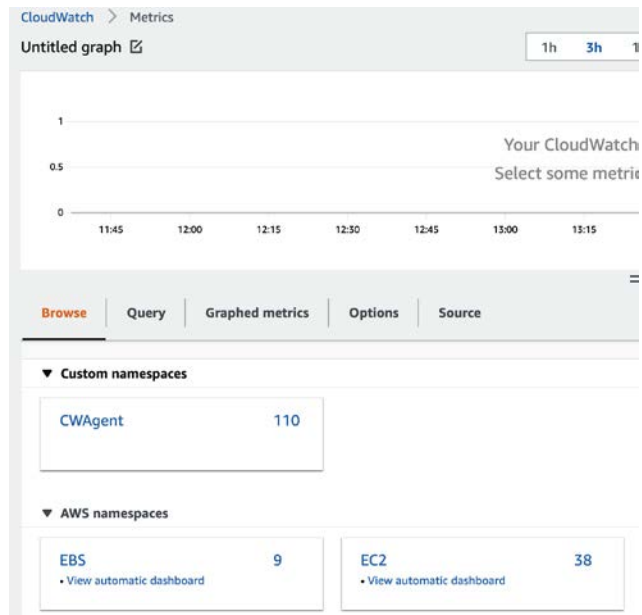 CloudWatch > Metrics
Untitled graph
1h 3h
1
Your CloudWatch
0.5
Select some metric
0
11:45 12:00 12:15 12:30 12:45 13:00 13:15
Browse Query Graphed metrics Options Source
▼ Custom namespaces
CWAgent 110
▼ AWS namespaces
EBS 9 EC2 38
• View automatic dashboard • View automatic dashboard